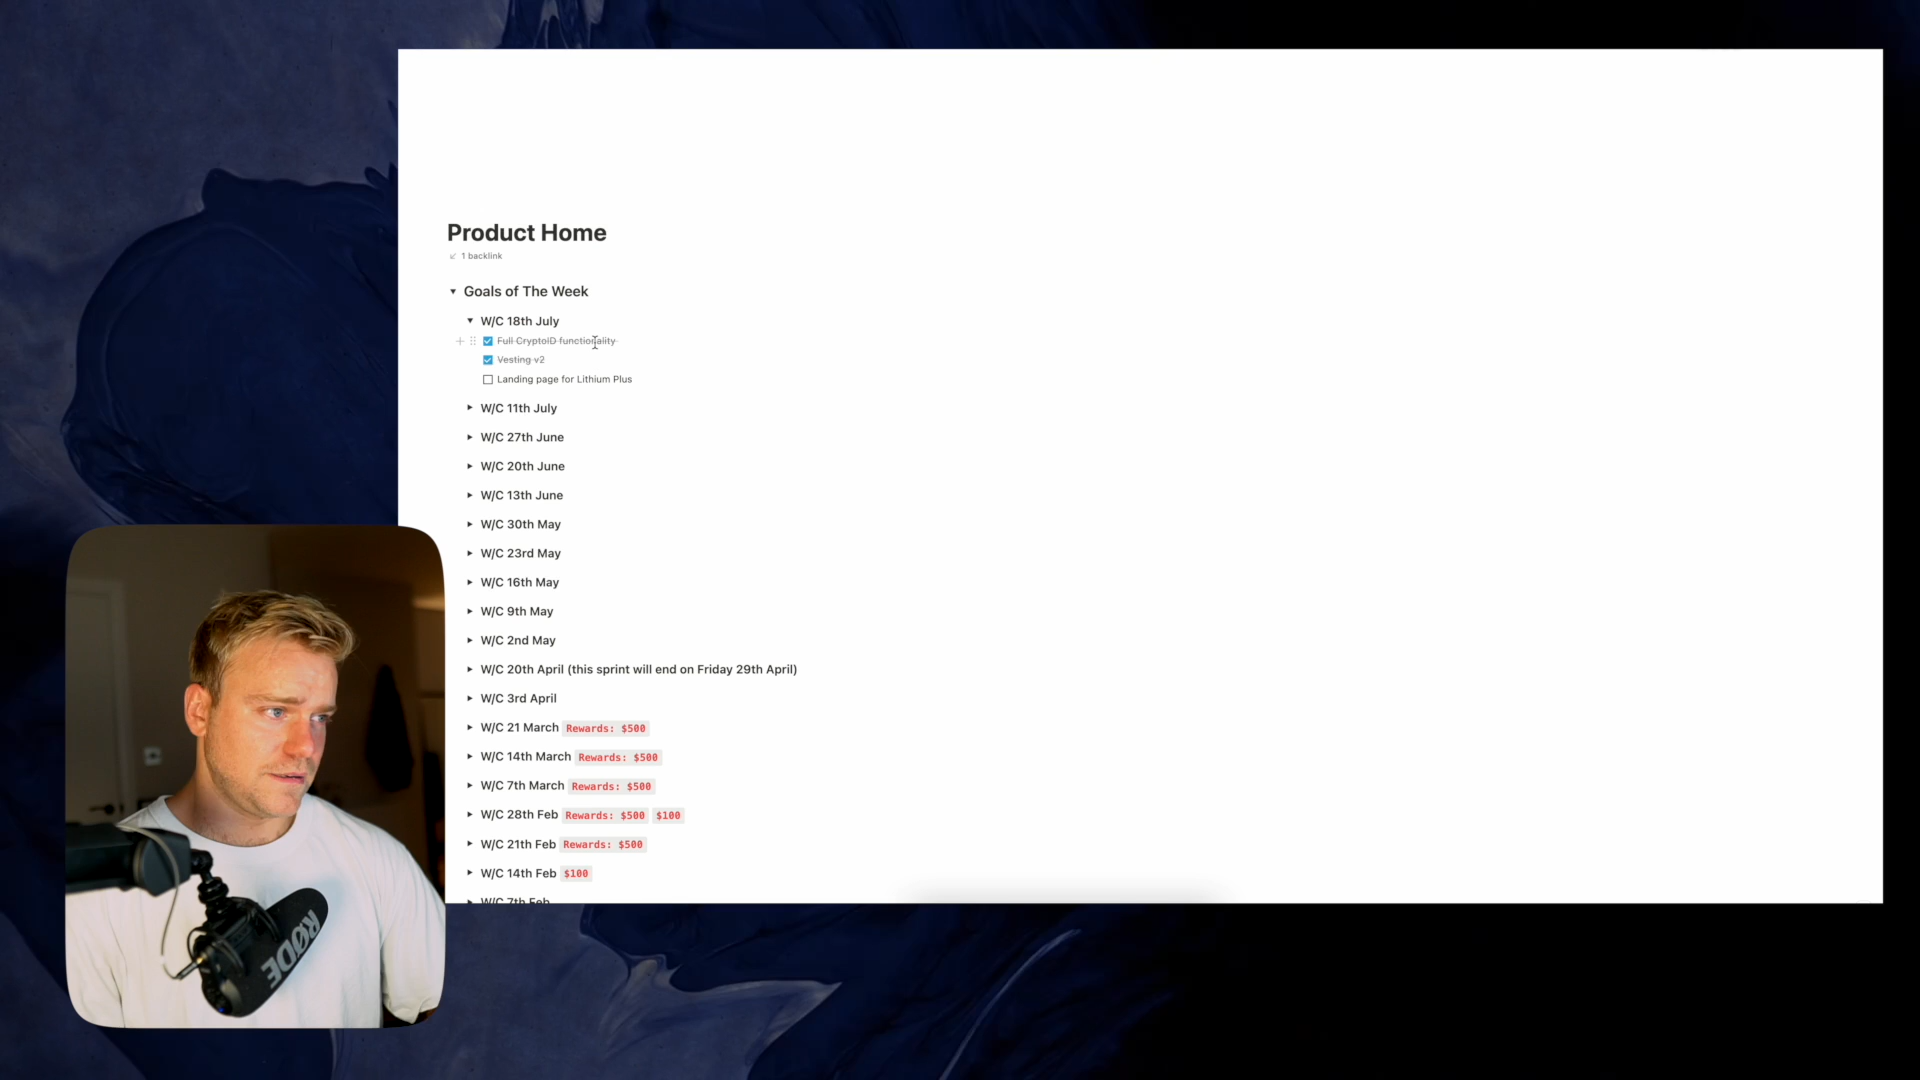 Product Home
1 backlink
Goals of The Week
W/C 18th July
Full CryptoID functionality
Vesting v2
Landing page for Lithium Plus
W/C 11th July
W/C 27th June
W/C 20th June
W/C 13th June
W/C 30th May
W/C 23rd May
W/C 16th May
W/C 9th May
W/C 2nd May
W/C 20th April (this sprint will end on Friday 29th April)
W/C 3rd April
W/C 21 March Rewards: $500
W/C 14th March Rewards: $500
W/C 7th March Rewards: $500
W/C 28th Feb Rewards: $500 $100
W/C 21th Feb Rewards: $500
W/C 14th Feb $100
W/C 7th Feb
RØDE